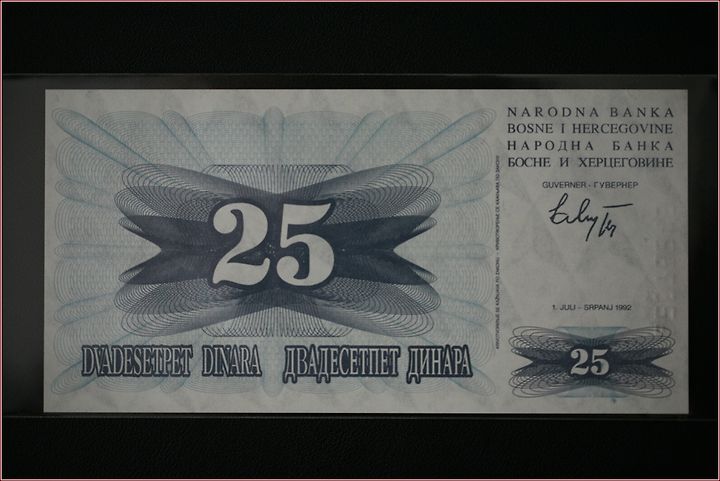 NARODNA BANKA
BOSNE I HERCEGOVINE
НАРОДНА БАНКА
БОСНЕ И ХЕРЦЕГОВИНЕ
GUVERNER - ГУВЕРНЕР
25
1. JULI - SRPANJ 1992
DVADESETPET DINARA ДВАДЕСЕТПЕТ ДИНАРА
25